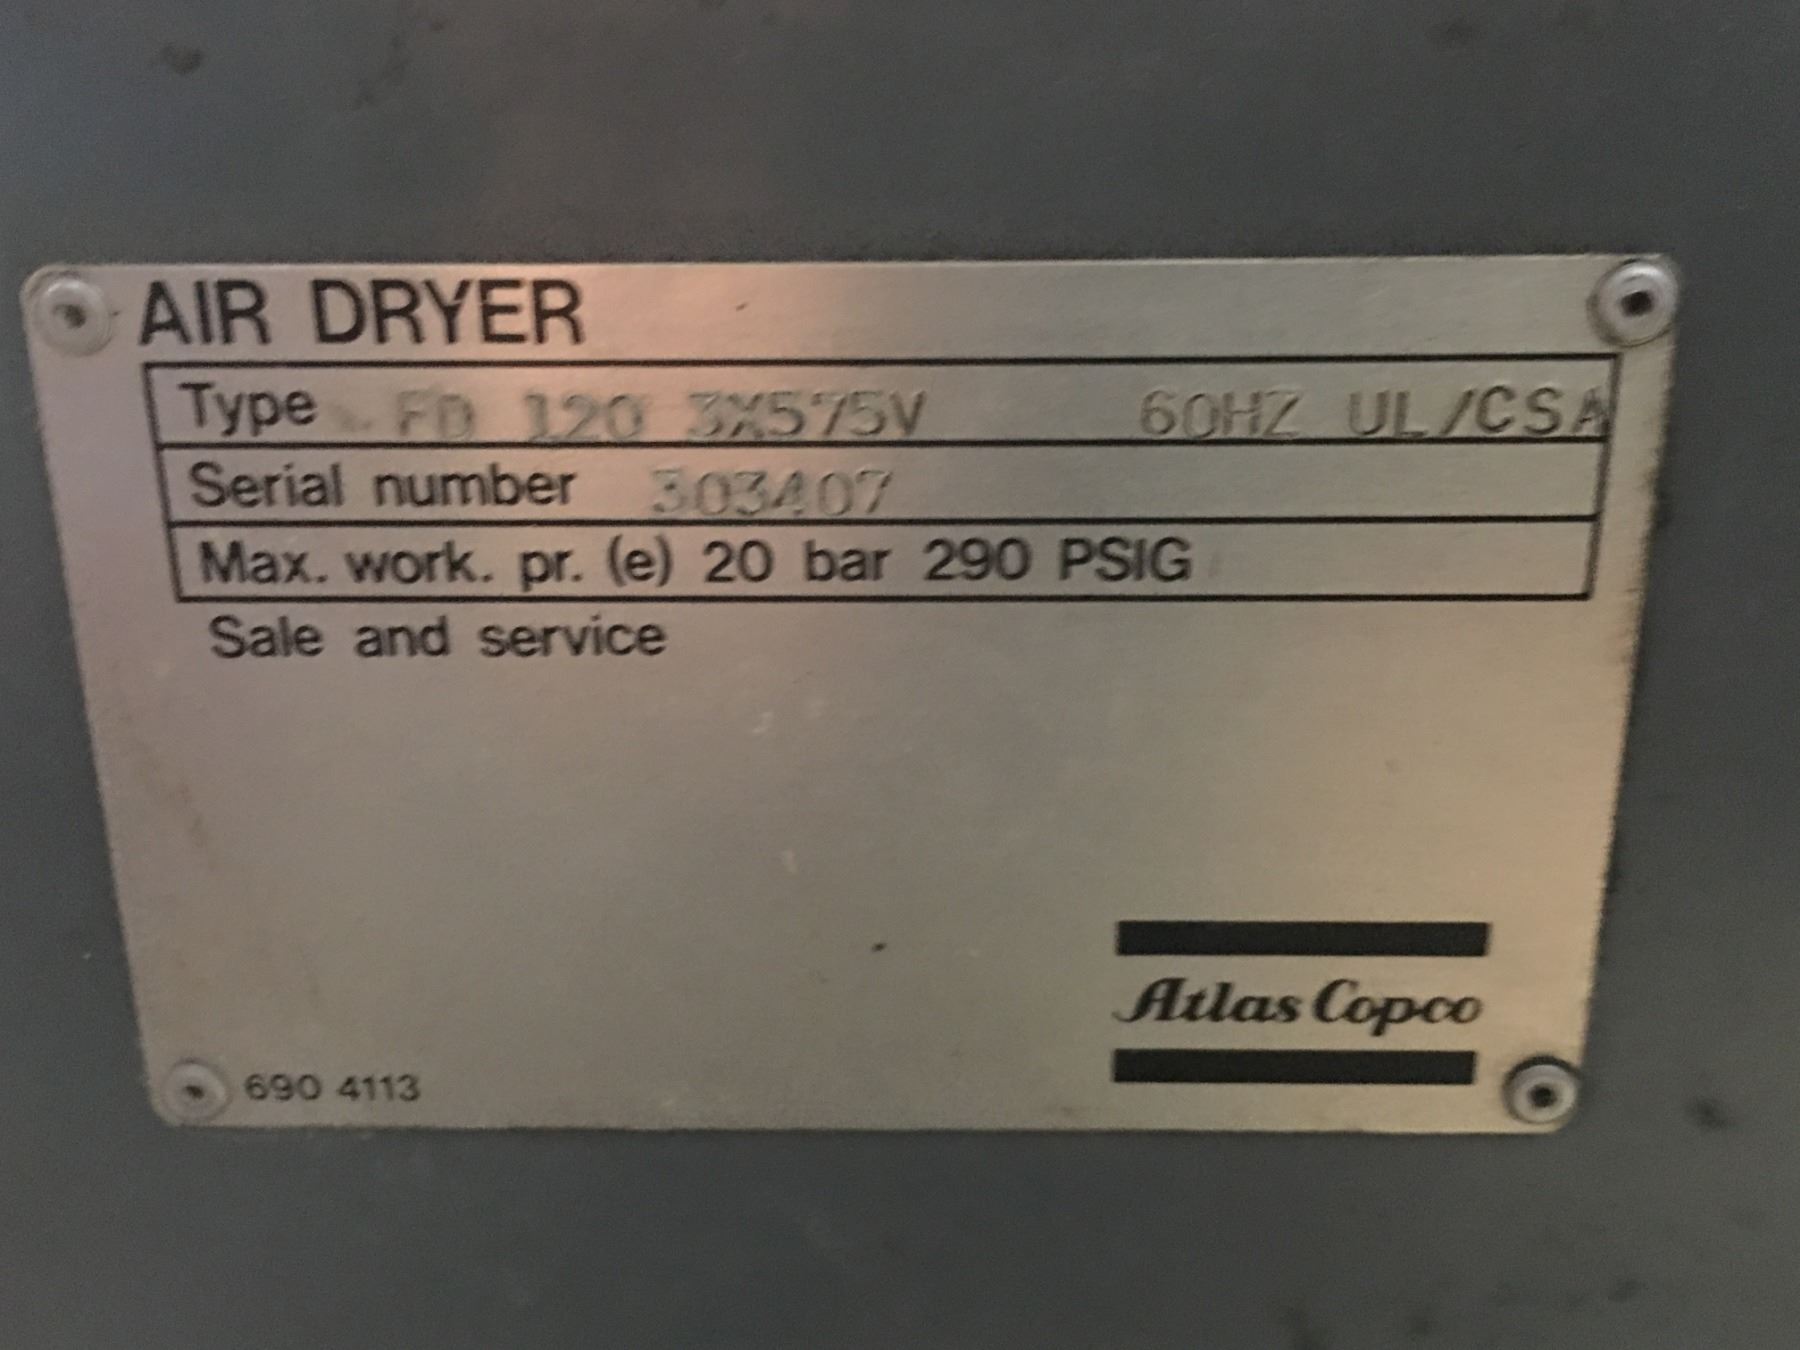 AIR DRYER
Type FD 120 3X575V 60HZ UL/CSA
Serial number 303407
Max. work. pr. (e) 20 bar 290 PSIG
Sale and service
Atlas Copco
690 4113